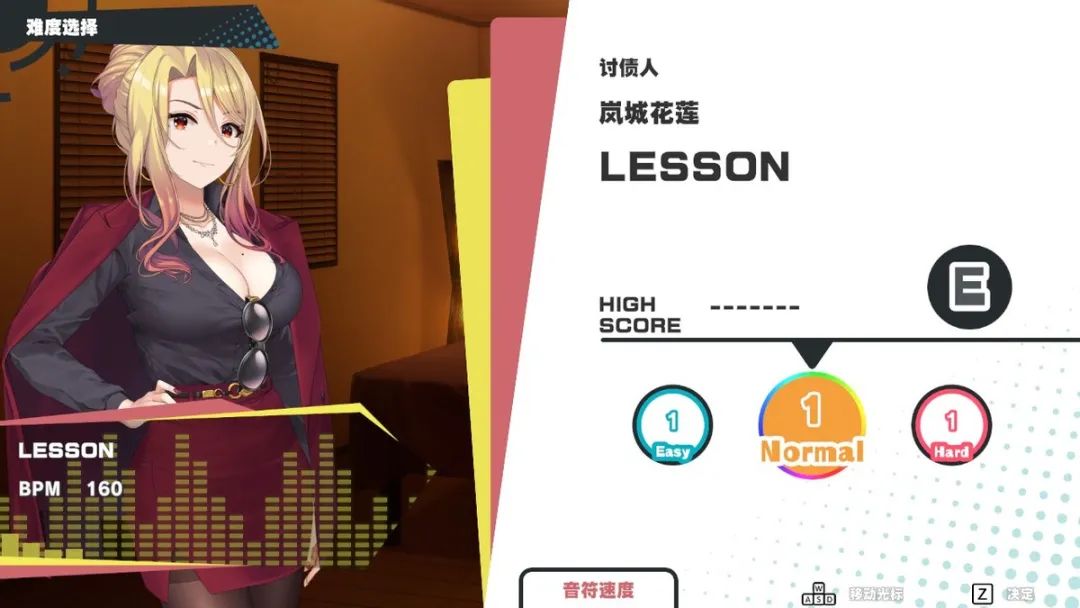 难度选择
讨债人
岚城花莲
LESSON
HIGH
SCORE
-------
E
1
Easy
1
Normal
1
Hard
LESSON
BPM 160
音符速度
W
A S D
移动光标
Z
决定